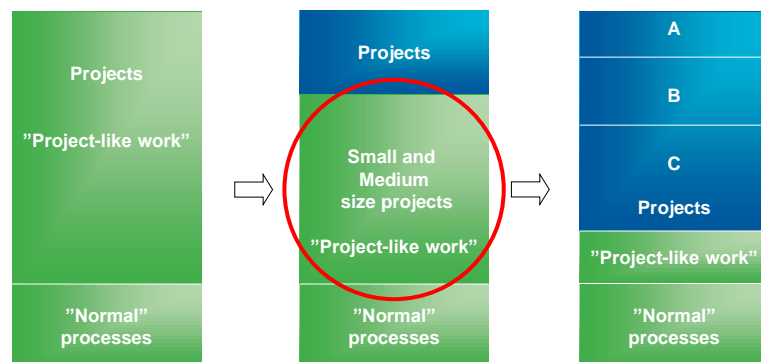 Projects
”Project-like work”
”Normal”
processes
Projects
Small and
Medium
size projects
”Project-like work”
”Normal”
processes
A
B
C
Projects
”Project-like work”
”Normal”
processes